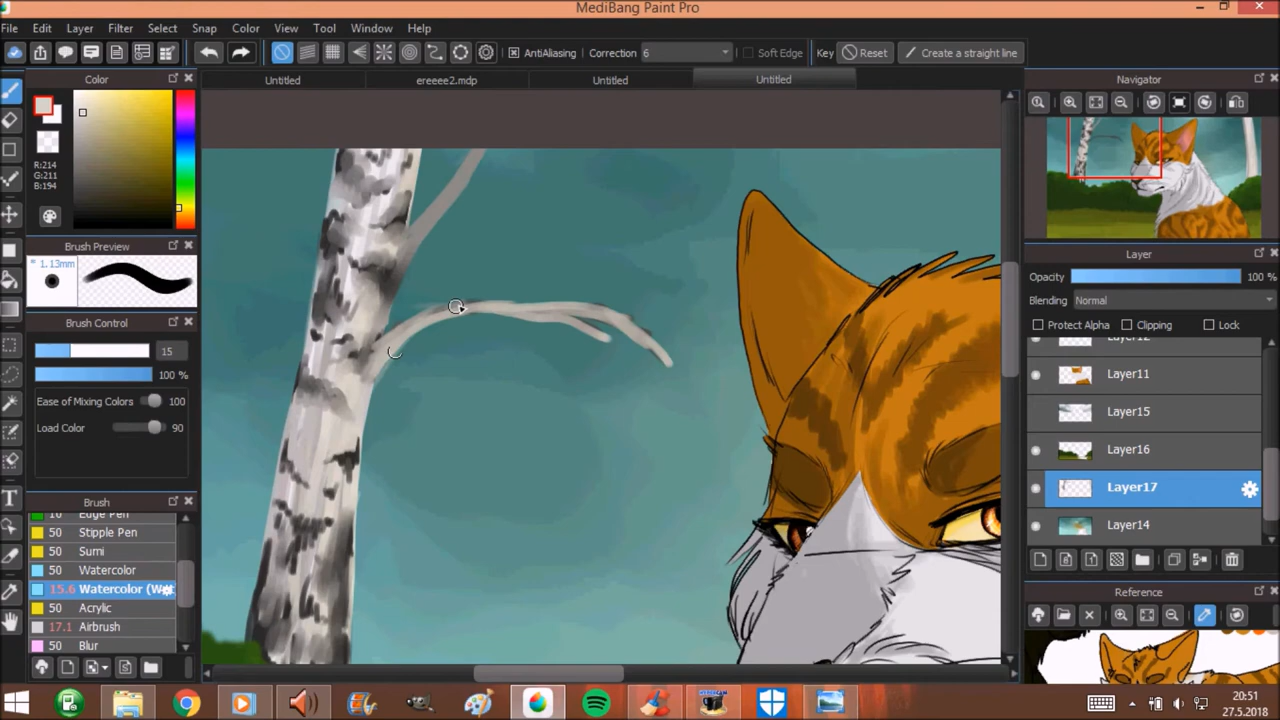 MediBang Paint Pro
File Edit Layer Filter Select Snap Color View Tool Window Help
AntiAliasing Correction 6 Soft Edge Key Reset Create a straight line
Color
Untitled ereeee2.mdp Untitled Untitled
Navigator
R:214
G:211
B:194
Brush Preview
1.13mm
Layer
Opacity 100 %
Blending Normal
Protect Alpha Clipping Lock
Brush Control
15
100 %
Ease of Mixing Colors 100
Load Color 90
Layer12
Layer11
Layer15
Layer16
Layer17
Layer14
Brush
10 Edge Pen
50 Stipple Pen
50 Sumi
50 Watercolor
15.6 Watercolor (W
50 Acrylic
17.1 Airbrush
50 Blur
Reference
HYPERCAM
20:51
27.5.2018